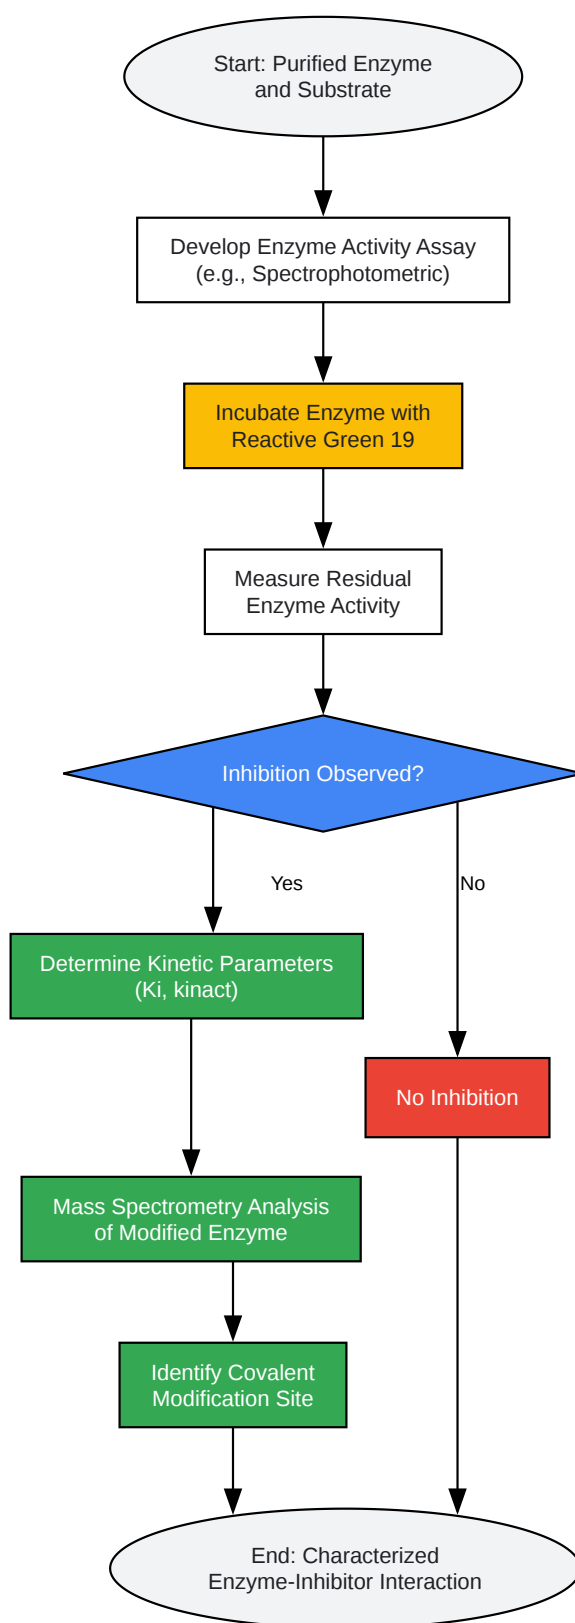 Start: Purified Enzyme
and Substrate
Develop Enzyme Activity Assay
(e.g., Spectrophotometric)
Incubate Enzyme with
Reactive Green 19
Measure Residual
Enzyme Activity
Inhibition Observed?
Yes
No
Determine Kinetic Parameters
(Ki, kinact)
No Inhibition
Mass Spectrometry Analysis
of Modified Enzyme
Identify Covalent
Modification Site
End: Characterized
Enzyme-Inhibitor Interaction